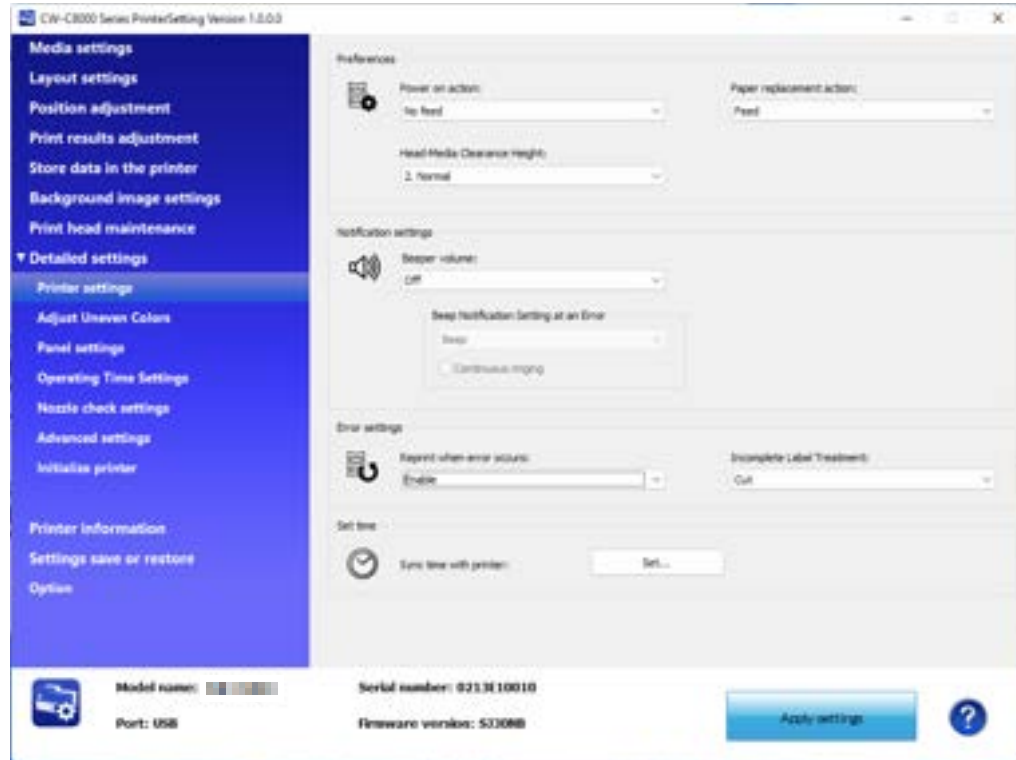 CW-C8000 Series PrinterSetting Version 1.0.0.0
Media settings
Layout settings
Position adjustment
Print results adjustment
Store data in the printer
Background image settings
Print head maintenance
▼ Detailed settings
Printer settings
Adjust Uneven Colors
Panel settings
Operating Time Settings
Nozzle check settings
Advanced settings
Initialize printer
Printer information
Settings save or restore
Option
Preferences
Power on action:
No feed
Paper replacement action:
Feed
Head-Media Clearance Height:
2. Normal
Notification settings
Beeper volume:
Off
Beep Notification Setting at an Error
Beep
Continuous ringing
Error settings
Reprint when error occurs:
Enable
Incomplete Label Treatment:
Cut
Set time
Sync time with printer:
Set...
Model name:
Serial number: 0213E10010
Port: USB
Firmware version:
Apply settings
?